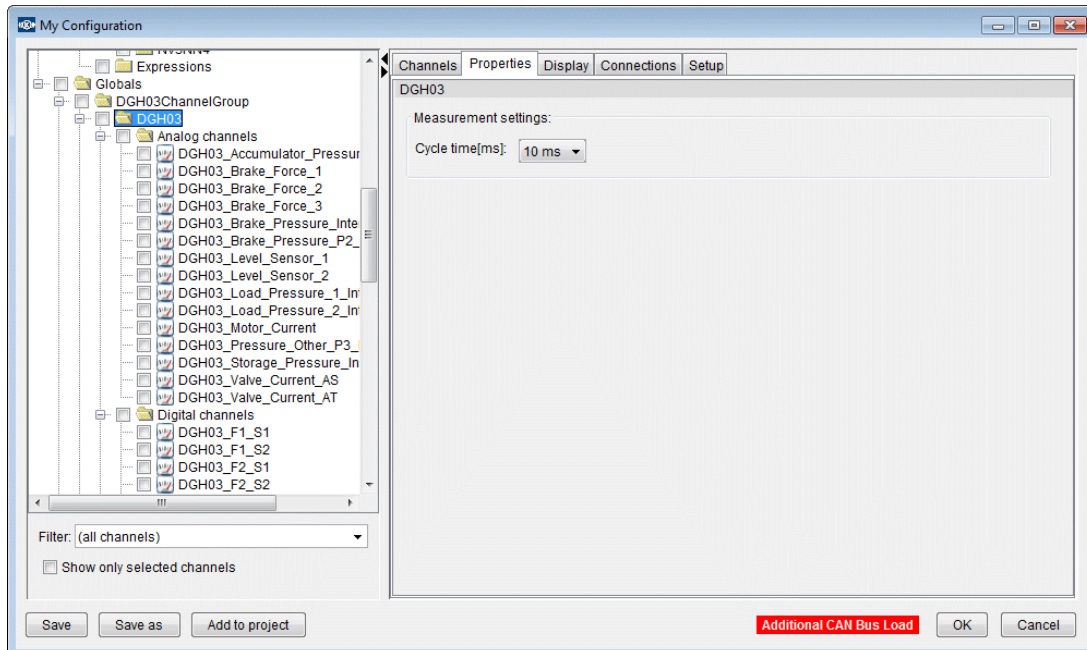 My Configuration
Expressions
Globals
DGH03ChannelGroup
DGH03
Analog channels
DGH03_Accumulator_Pressur
DGH03_Brake_Force_1
DGH03_Brake_Force_2
DGH03_Brake_Force_3
DGH03_Brake_Pressure_Inte
DGH03_Brake_Pressure_P2_
DGH03_Level_Sensor_1
DGH03_Level_Sensor_2
DGH03_Load_Pressure_1_In
DGH03_Load_Pressure_2_In
DGH03_Motor_Current
DGH03_Pressure_Other_P3_
DGH03_Storage_Pressure_In
DGH03_Valve_Current_AS
DGH03_Valve_Current_AT
Digital channels
DGH03_F1_S1
DGH03_F1_S2
DGH03_F2_S1
DGH03_F2_S2
Filter: (all channels)
Show only selected channels
Channels Properties Display Connections Setup
DGH03
Measurement settings:
Cycle time[ms]: 10 ms
Save Save as Add to project Additional CAN Bus Load OK Cancel